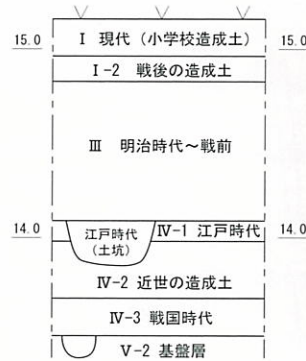 Ⅰ 現代（小学校造成土）
15.0
15.0
Ⅰ-2 戦後の造成土
Ⅲ 明治時代～戦前
14.0
江戸時代
（土坑）
Ⅳ-1 江戸時代
14.0
Ⅳ-2 近世の造成土
Ⅳ-3 戦国時代
Ⅴ-2 基盤層